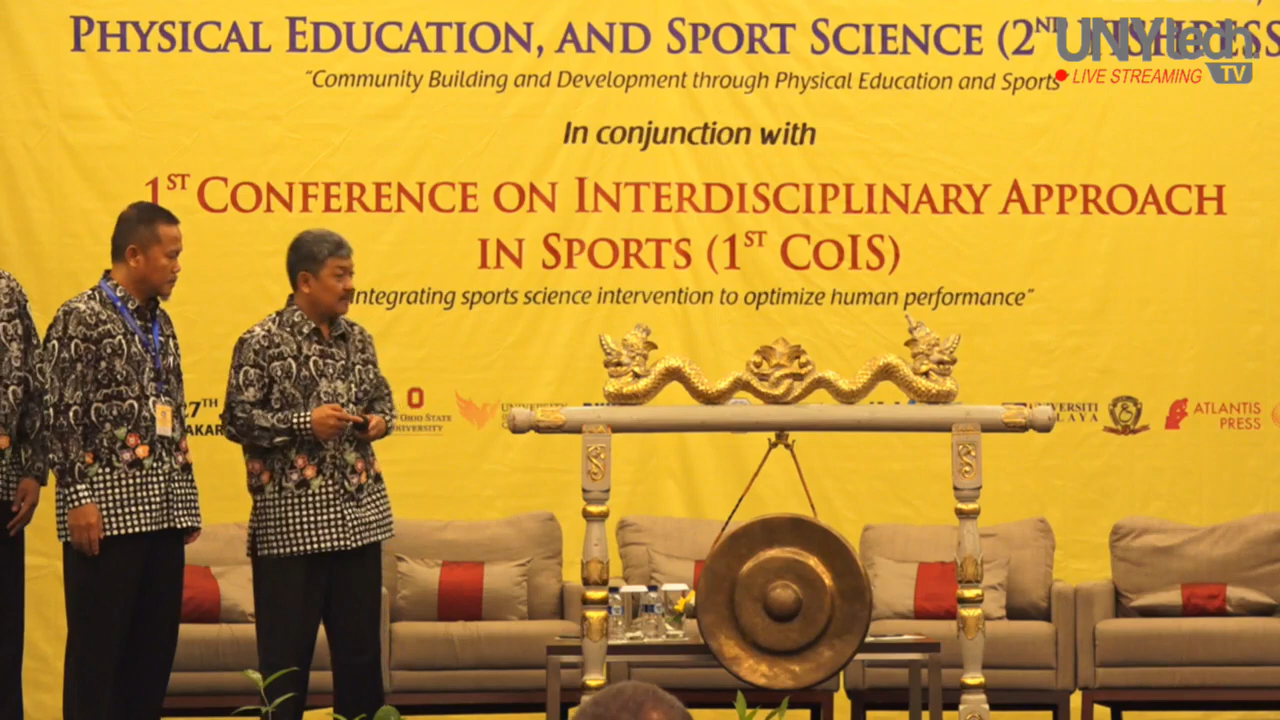 PHYSICAL EDUCATION, AND SPORT SCIENCE (2ND
UNYtech
TV
LIVE STREAMING
"Community Building and Development through Physical Education and Sports
In conjunction with
1ST CONFERENCE ON INTERDISCIPLINARY APPROACH
IN SPORTS (1ST COIS)
Integrating sports science intervention to optimize human performance"
OHIO STATE
UNIVERSITY
ATLANTIS
PRESS